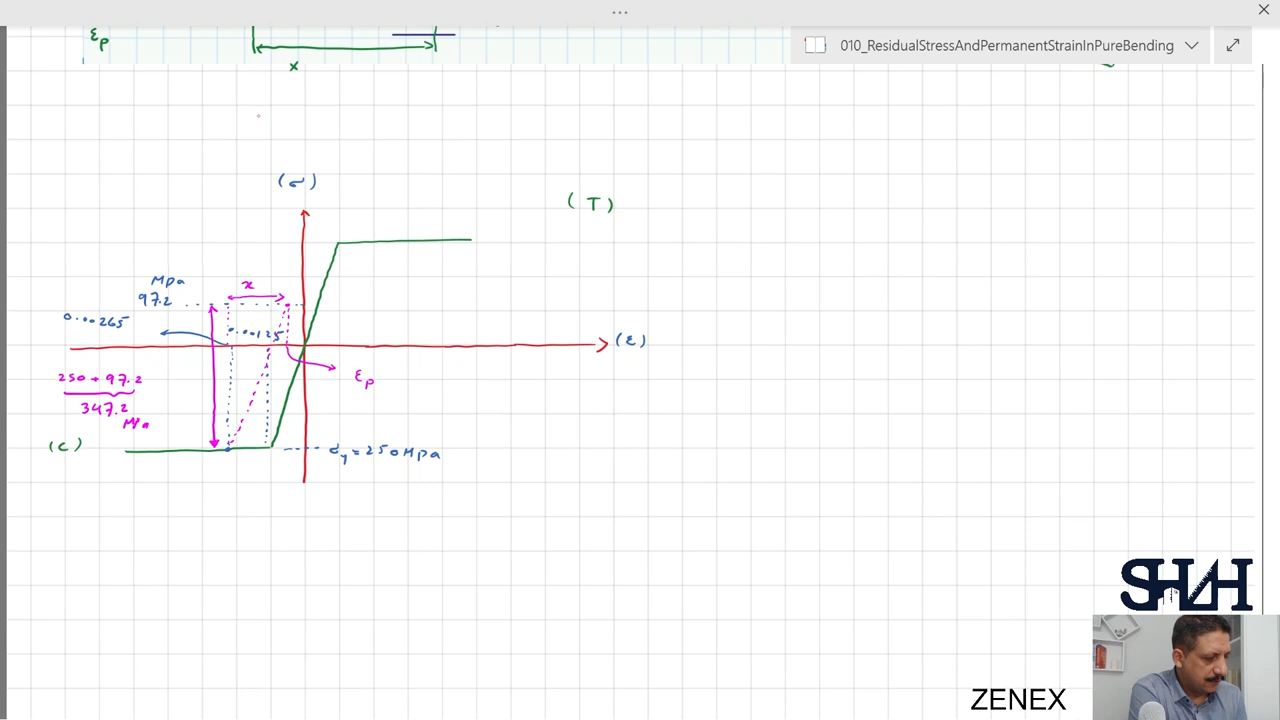 ...
εp
x
010_ResidualStressAndPermanentStrainInPureBending
(σ)
(T)
Mpa
97.2
x
0.00265
0.00125
(ε)
250 + 97.2
347.2
Mpa
εp
(C)
σy = 250 Mpa
SHLH
ZENEX